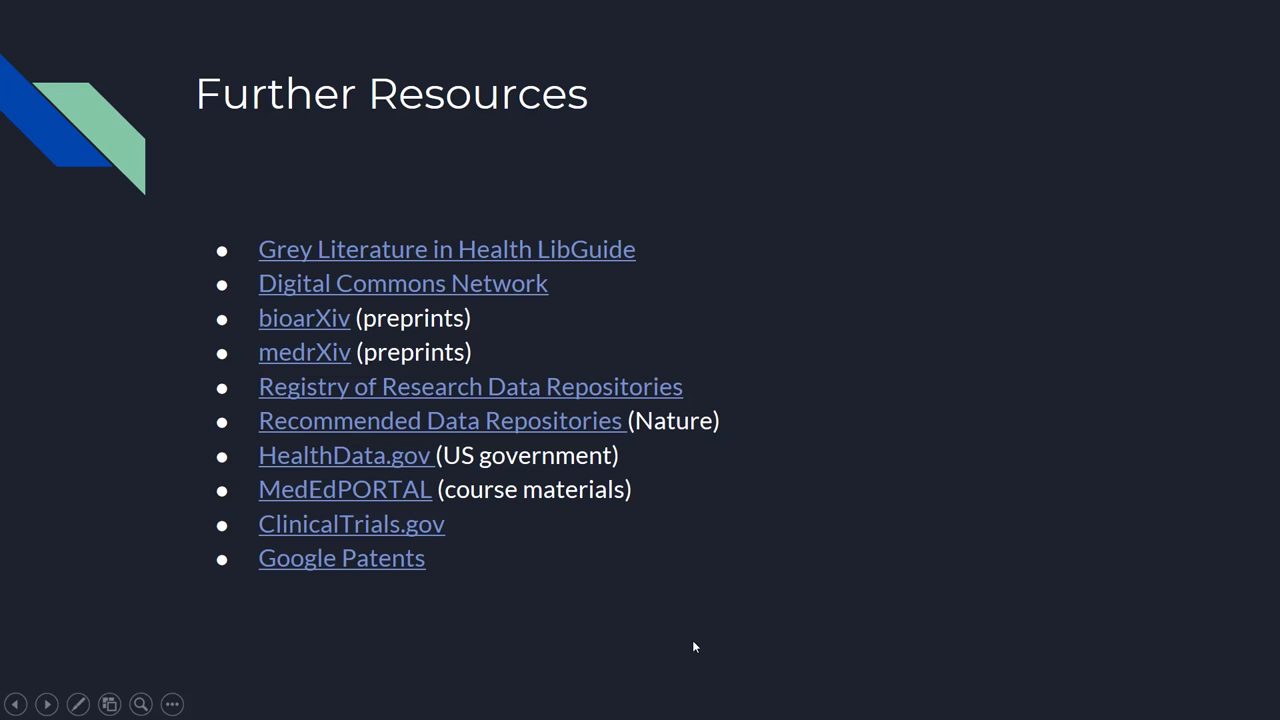 Further Resources
● Grey Literature in Health LibGuide
● Digital Commons Network
● bioarXiv (preprints)
● medrXiv (preprints)
● Registry of Research Data Repositories
● Recommended Data Repositories (Nature)
● HealthData.gov (US government)
● MedEdPORTAL (course materials)
● ClinicalTrials.gov
● Google Patents